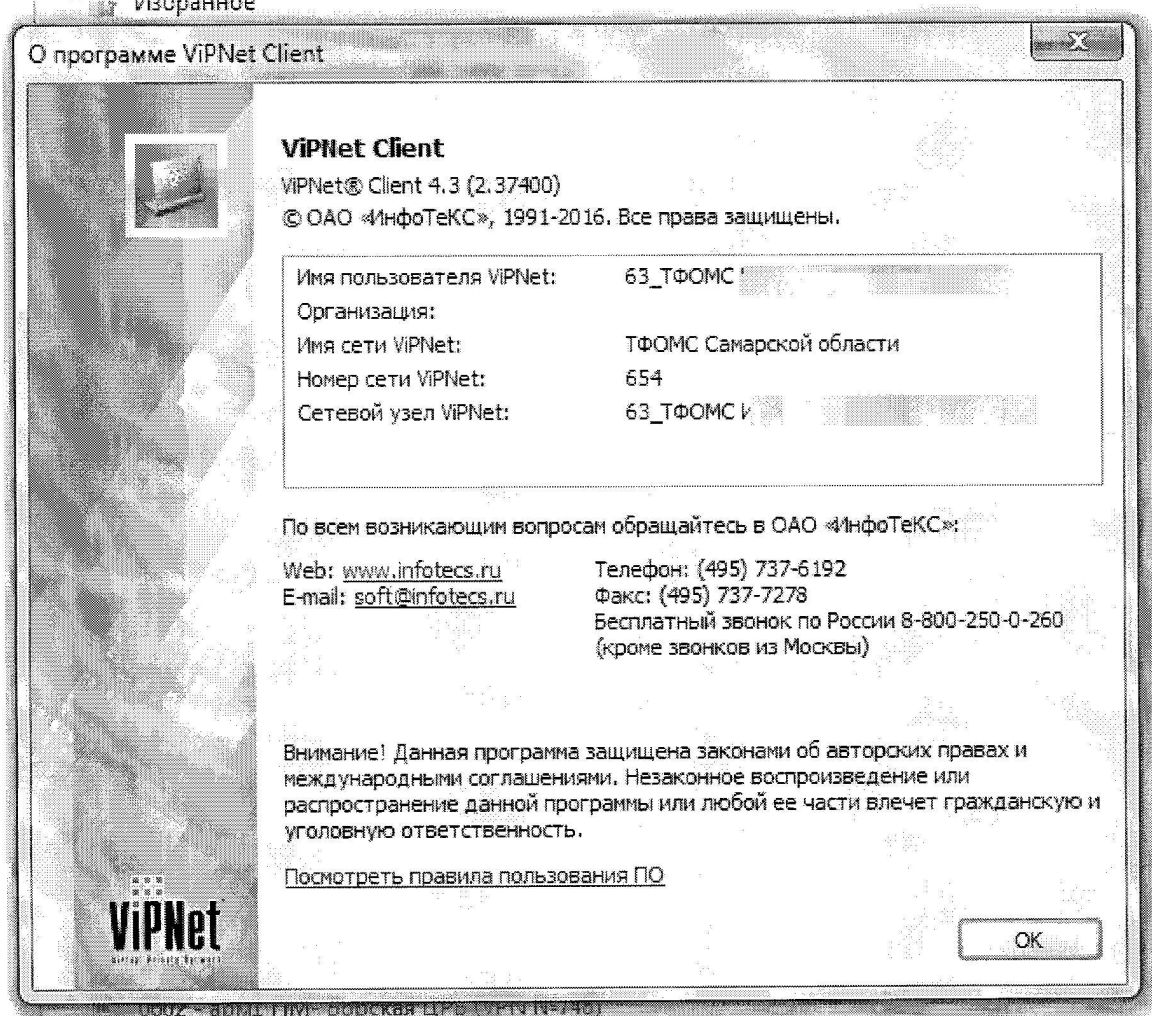 Избранное
О программе ViPNet Client
ViPNet Client
ViPNet® Client 4.3 (2.37400)
© ОАО «ИнфоТеКС», 1991-2016. Все права защищены.
Имя пользователя ViPNet: 63_ТФОМС
Организация:
Имя сети ViPNet: ТФОМС Самарской области
Номер сети ViPNet: 654
Сетевой узел ViPNet: 63_ТФОМС И
По всем возникающим вопросам обращайтесь в ОАО «ИнфоТеКС»:
Web: www.infotecs.ru
E-mail: soft@infotecs.ru
Телефон: (495) 737-6192
Факс: (495) 737-7278
Бесплатный звонок по России 8-800-250-0-260
(кроме звонков из Москвы)
Внимание! Данная программа защищена законами об авторских правах и
международными соглашениями. Незаконное воспроизведение или
распространение данной программы или любой ее части влечет гражданскую и
уголовную ответственность.
Посмотреть правила пользования ПО
ViPNet
Virtual Private Network
OK